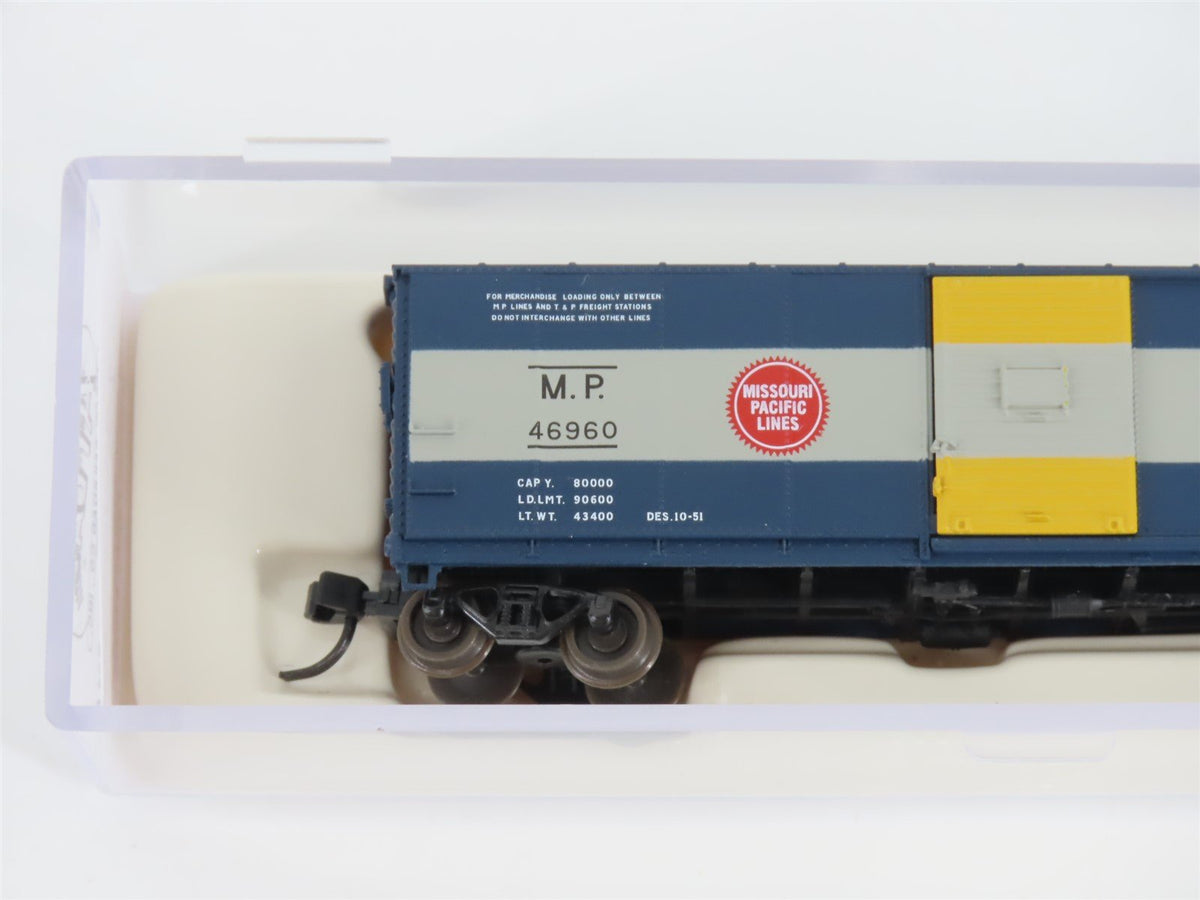 FOR MERCHANDISE LOADING ONLY BETWEEN
M P LINES AND T. & P FREIGHT STATIONS
DO NOT INTERCHANGE WITH OTHER LINES
M.P.
46960
MISSOURI
PACIFIC
LINES
CAPY. 80000
LD.LMT. 90600
LT. WT. 43400 DES.10-51